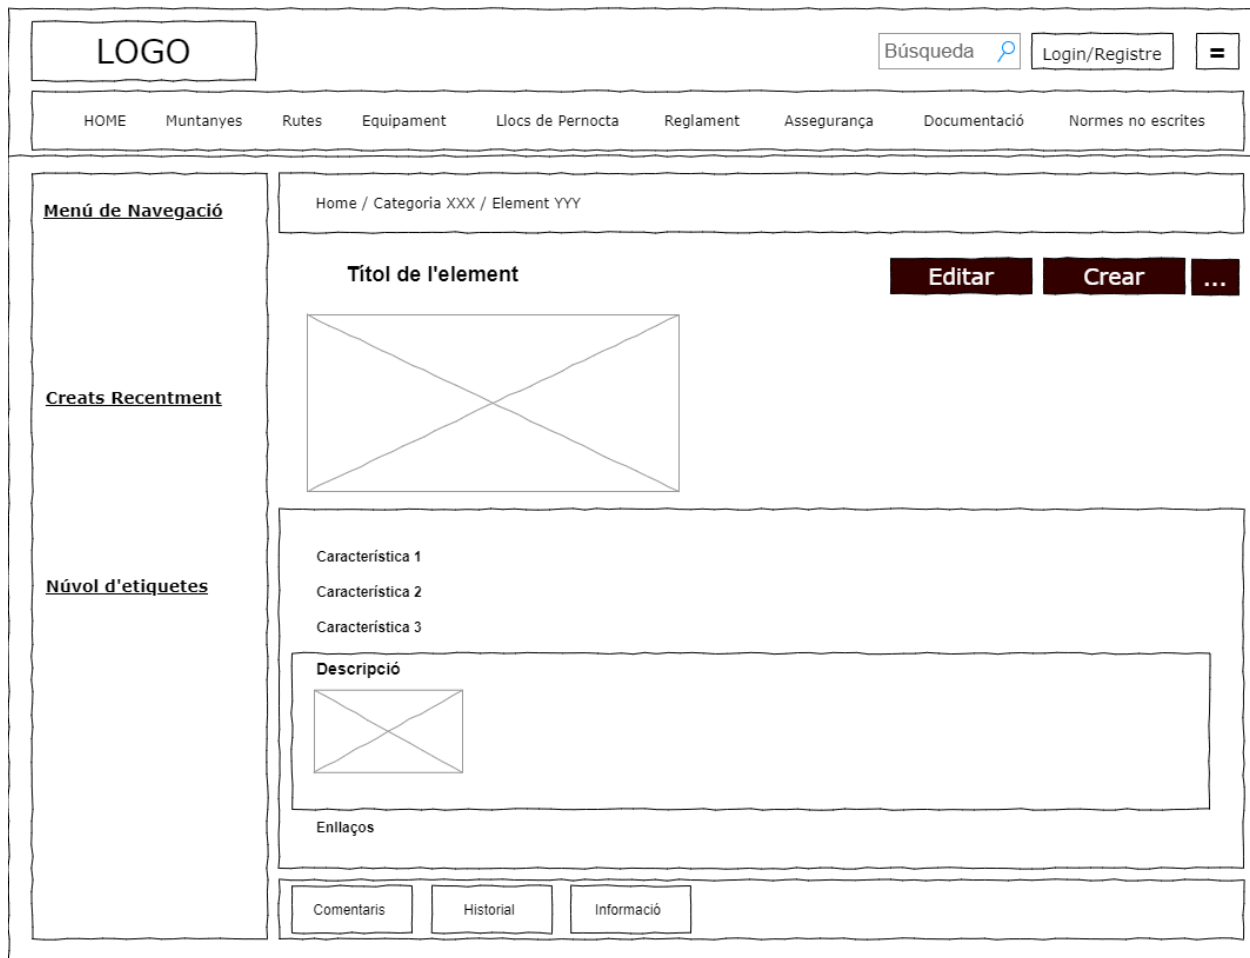 LOGO
Búsqueda
Login/Registre
=
HOME Muntanyes Rutes Equipament Llocs de Pernocta Reglament Assegurança Documentació Normes no escrites
Menú de Navegació
Home / Categoria XXX / Element YYY
Títol de l'element
Editar
Crear
...
Creats Recentment
Núvol d'etiquetes
Característica 1
Característica 2
Característica 3
Descripció
Enllaços
Comentaris
Historial
Informació